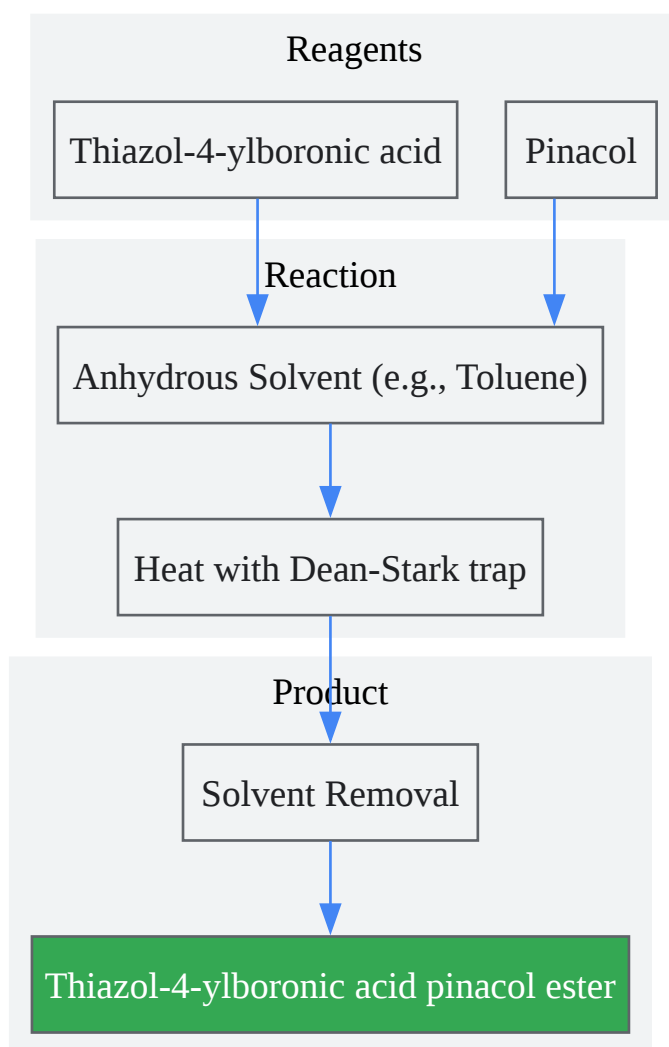 Reagents
Thiazol-4-ylboronic acid
Pinacol
Reaction
Anhydrous Solvent (e.g., Toluene)
Heat with Dean-Stark trap
Product
Solvent Removal
Thiazol-4-ylboronic acid pinacol ester